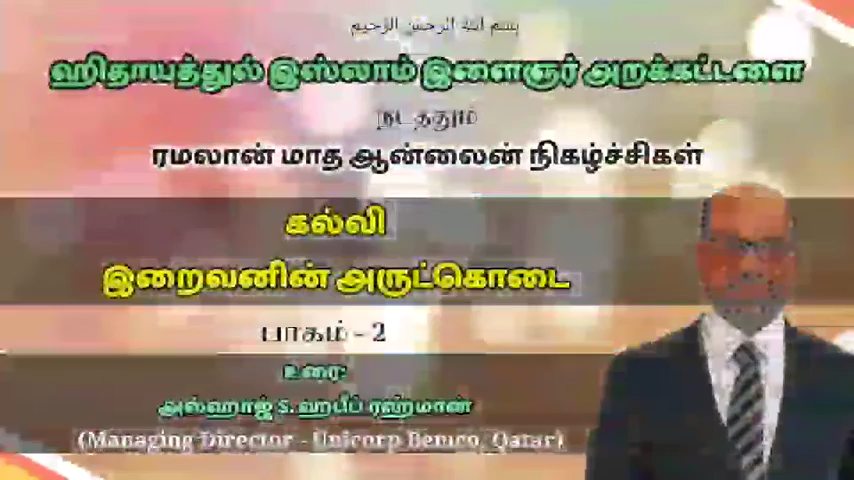 بسم الله الرحمن الرحيم
ஹிதாயத்துல் இஸ்லாம் இளைஞர் அறக்கட்டளை
நடத்தும்
ரமலான் மாத ஆன்லைன் நிகழ்ச்சிகள்
கல்வி
இறைவனின் அருட்கொடை
பாகம் - 2
உரை:
அல்ஹாஜ் S. ஹபீப் ரஹ்மான்
(Managing Director - Unicorp Bemco, Qatar)